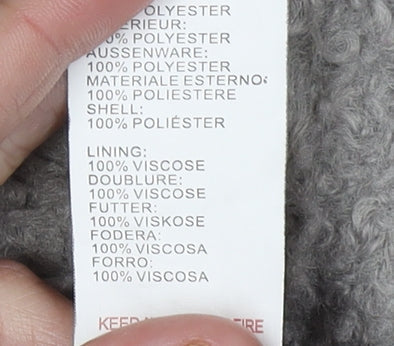 POLYESTER
100% POLYESTER
AUSSENWARE:
100% POLYESTER
MATERIALE ESTERNO:
100% POLIESTERE
SHELL:
100% POLIÉSTER
LINING:
100% VISCOSE
DOUBLURE:
100% VISCOSE
FUTTER:
100% VISKOSE
FODERA:
100% VISCOSA
FORRO:
100% VISCOSA
KEEP FIRE